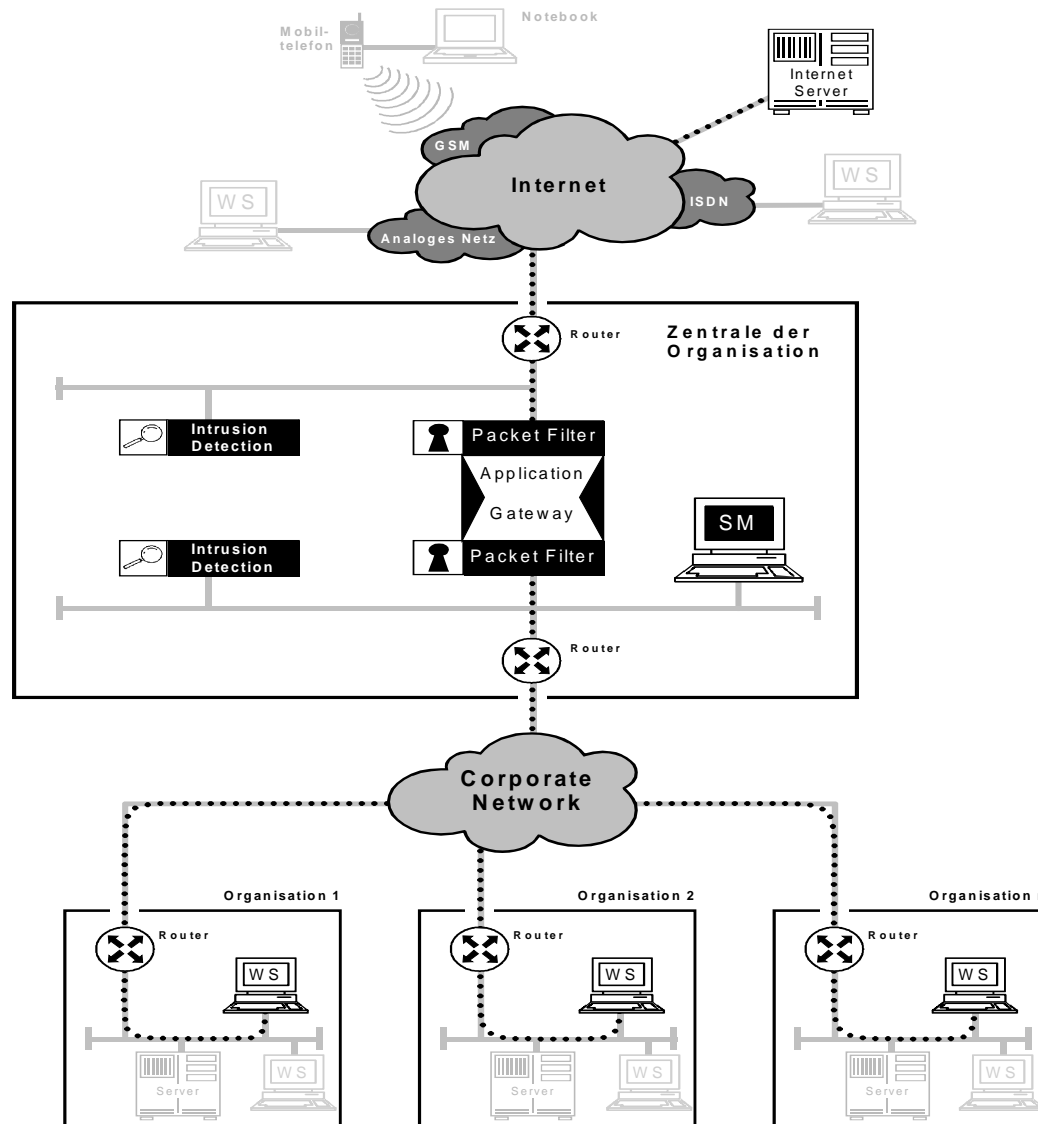 Notebook
Mobil-
telefon
Internet
Server
GSM
Internet
WS
WS
ISDN
Analoges Netz
Router
Zentrale der
Organisation
Intrusion
Detection
Packet Filter
Application
Gateway
SM
Intrusion
Detection
Packet Filter
Router
Corporate
Network
Organisation 1
Organisation 2
Organisation
Router
Router
Router
WS
WS
WS
Server
WS
Server
WS
Server
WS